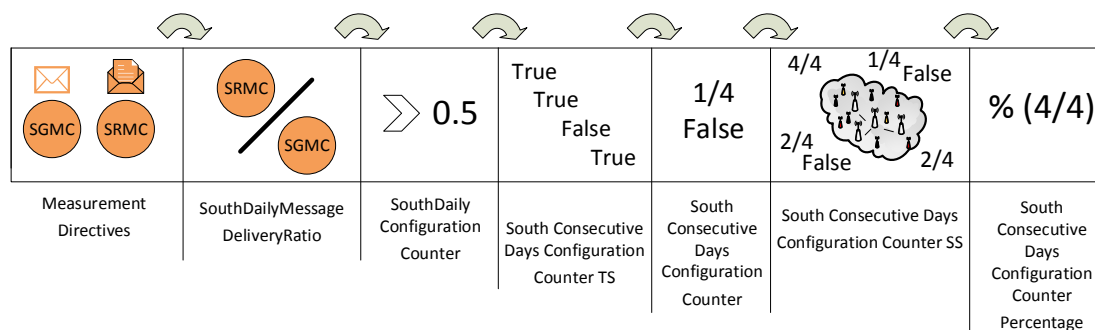 SGMC
SRMC
SRMC
SGMC
> 0.5
True
True
False
True
1/4
False
4/4
1/4
False
2/4
False
2/4
% (4/4)
Measurement
Directives
SouthDailyMessage
DeliveryRatio
SouthDaily
Configuration
Counter
South Consecutive
Days Configuration
Counter TS
South
Consecutive
Days
Configuration
Counter
South Consecutive Days
Configuration Counter SS
South
Consecutive
Days
Configuration
Counter
Percentage